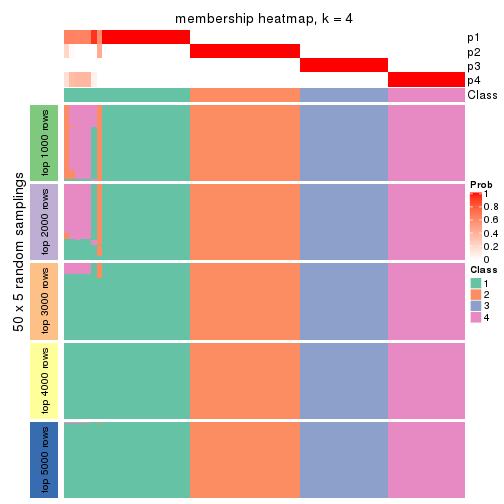 membership heatmap, k = 4
p1
p2
p3
p4
Class
50 x 5 random samplings
top 1000 rows
top 2000 rows
top 3000 rows
top 4000 rows
top 5000 rows
Prob
1
0.8
0.6
0.4
0.2
0
Class
1
2
3
4